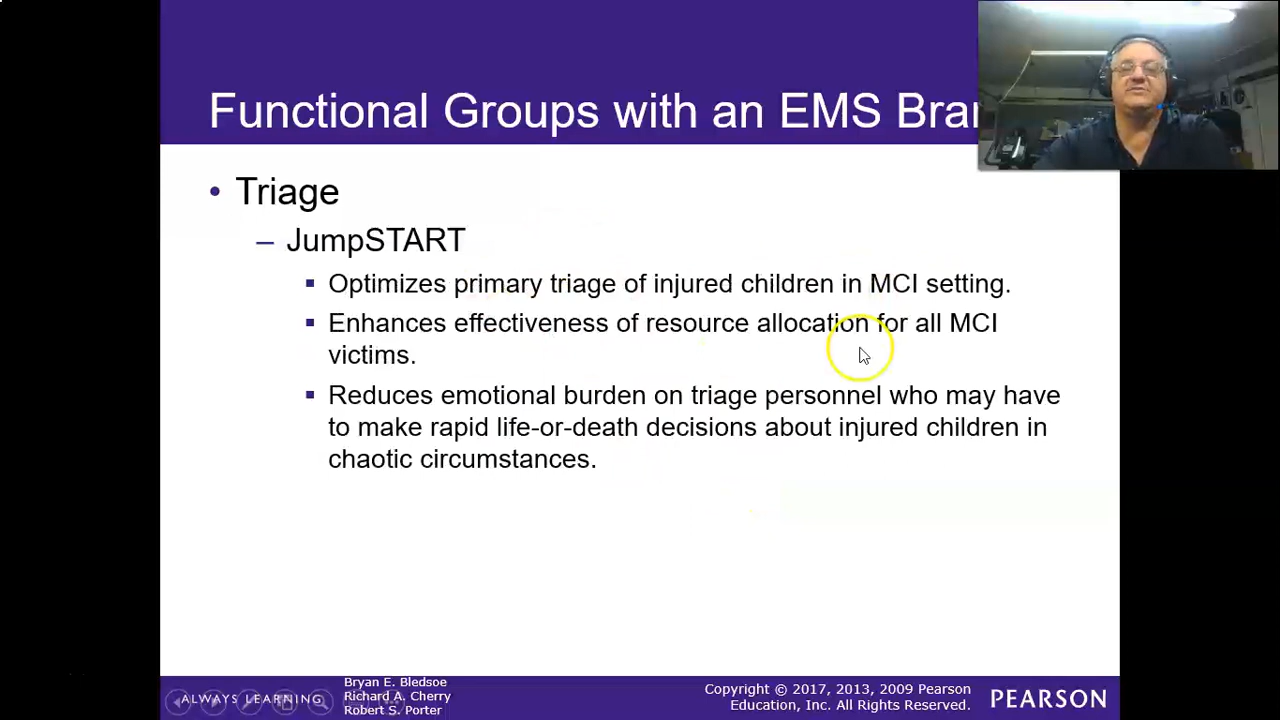 Functional Groups with an EMS Bran
• Triage
– JumpSTART
▪ Optimizes primary triage of injured children in MCI setting.
▪ Enhances effectiveness of resource allocation for all MCI
victims.
▪ Reduces emotional burden on triage personnel who may have
to make rapid life-or-death decisions about injured children in
chaotic circumstances.
ALWAYS LEARNING
Bryan E. Bledsoe
Richard A. Cherry
Robert S. Porter
Copyright © 2017, 2013, 2009 Pearson
Education, Inc. All Rights Reserved.
PEARSON